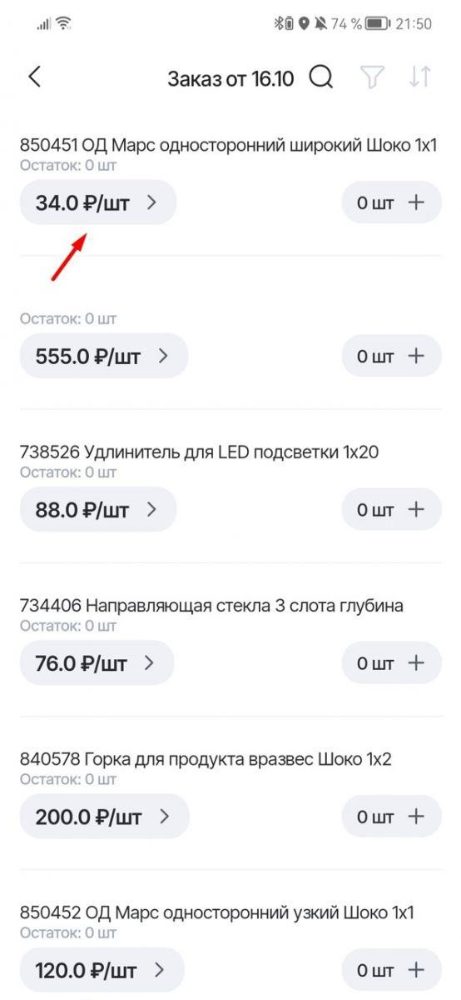 74 % 21:50
Заказ от 16.10
850451 ОД Марс односторонний широкий Шоко 1x1
Остаток: 0 шт
34.0 ₽/шт 0 шт
Остаток: 0 шт
555.0 ₽/шт 0 шт
738526 Удлинитель для LED подсветки 1x20
Остаток: 0 шт
88.0 ₽/шт 0 шт
734406 Направляющая стекла 3 слота глубина
Остаток: 0 шт
76.0 ₽/шт 0 шт
840578 Горка для продукта вразвес Шоко 1x2
Остаток: 0 шт
200.0 ₽/шт 0 шт
850452 ОД Марс односторонний узкий Шоко 1x1
Остаток: 0 шт
120.0 ₽/шт 0 шт